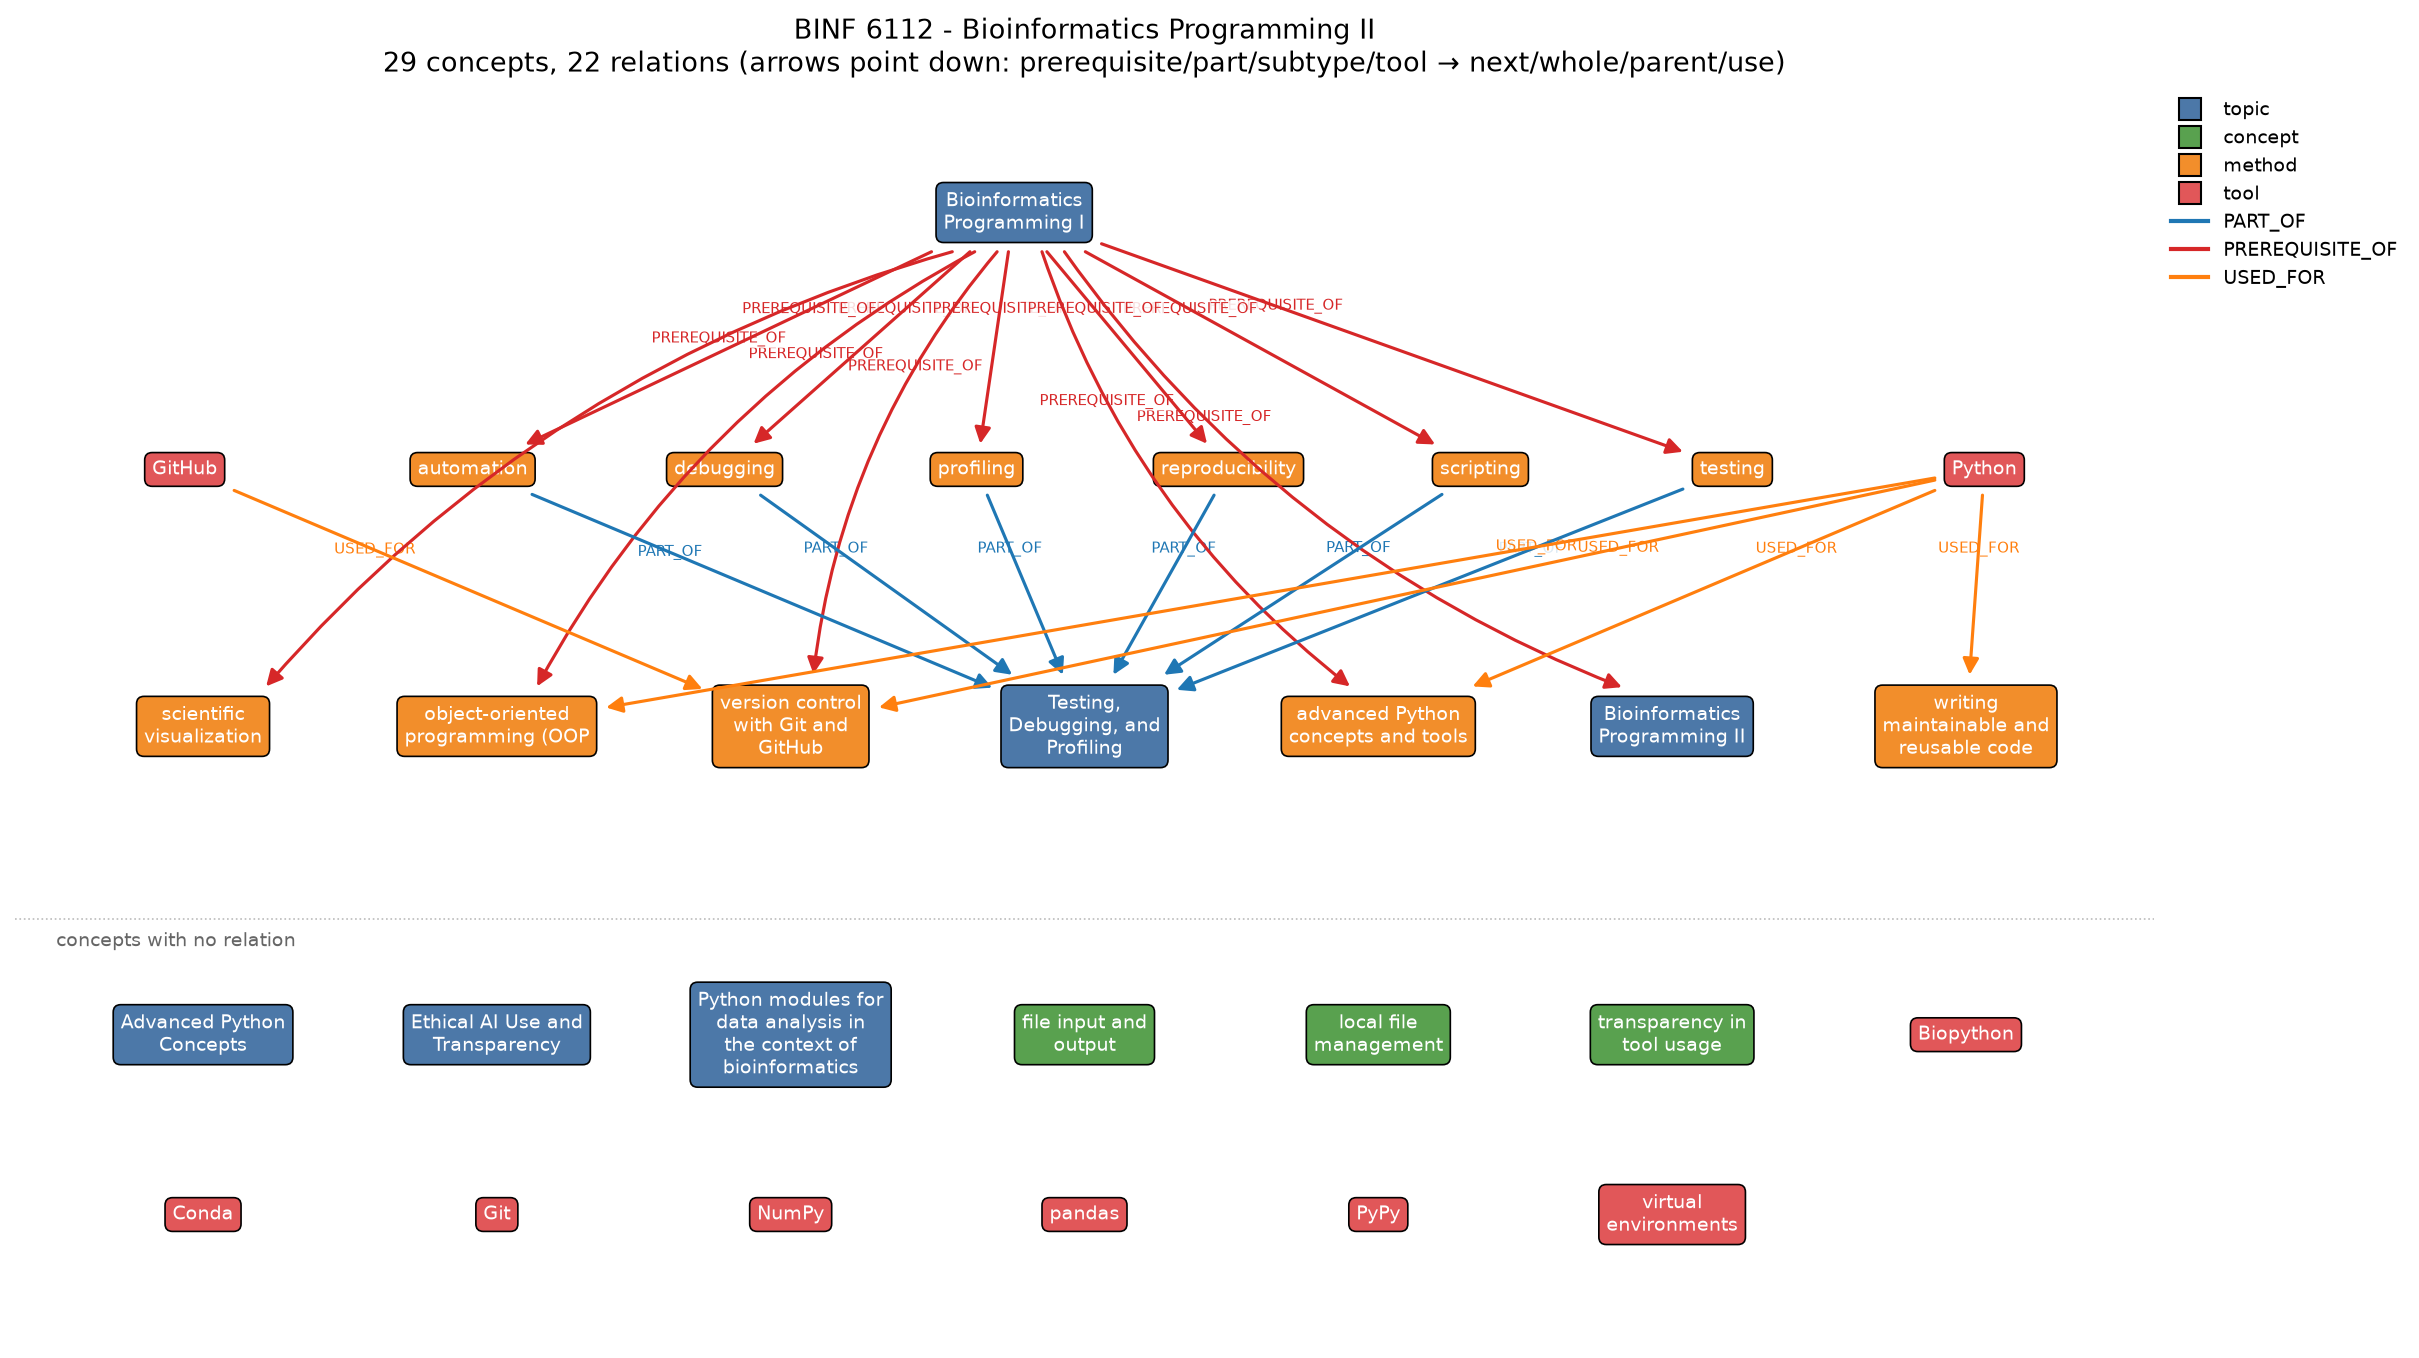 BINF 6112 - Bioinformatics Programming II
29 concepts, 22 relations (arrows point down: prerequisite/part/subtype/tool → next/whole/parent/use)
topic
concept
method
tool
PART_OF
PREREQUISITE_OF
USED_FOR
Bioinformatics
Programming I
PREREQUISITE_OF
PREREQUISITE_OF
PREREQUISITE_OF
PREREQUISITE_OF
PREREQUISITE_OF
PREREQUISITE_OF
PREREQUISITE_OF
PREREQUISITE_OF
GitHub
automation
debugging
profiling
reproducibility
scripting
testing
Python
USED_FOR
PART_OF
PART_OF
PART_OF
PART_OF
PART_OF
USED_FOR
USED_FOR
USED_FOR
USED_FOR
scientific
visualization
object-oriented
programming (OOP
version control
with Git and
GitHub
Testing,
Debugging, and
Profiling
advanced Python
concepts and tools
Bioinformatics
Programming II
writing
maintainable and
reusable code
concepts with no relation
Advanced Python
Concepts
Ethical AI Use and
Transparency
Python modules for
data analysis in
the context of
bioinformatics
file input and
output
local file
management
transparency in
tool usage
Biopython
Conda
Git
NumPy
pandas
PyPy
virtual
environments